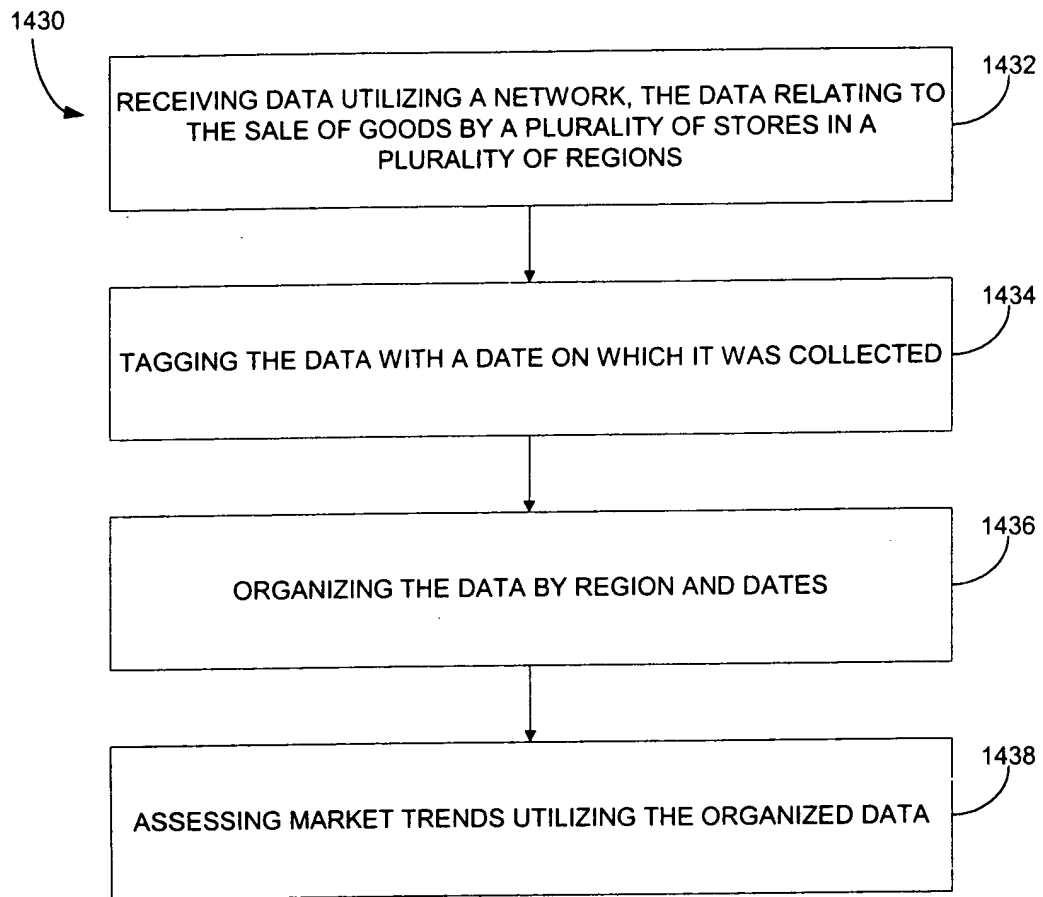 1430
1432
RECEIVING DATA UTILIZING A NETWORK, THE DATA RELATING TO
THE SALE OF GOODS BY A PLURALITY OF STORES IN A
PLURALITY OF REGIONS
1434
TAGGING THE DATA WITH A DATE ON WHICH IT WAS COLLECTED
1436
ORGANIZING THE DATA BY REGION AND DATES
1438
ASSESSING MARKET TRENDS UTILIZING THE ORGANIZED DATA